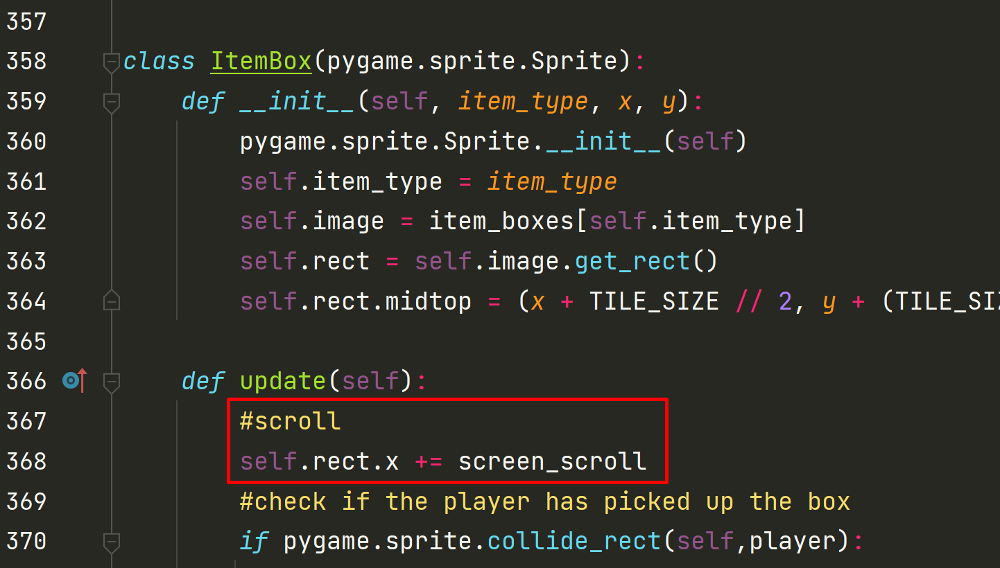 357
358 class ItemBox(pygame.sprite.Sprite):
359 def __init__(self, item_type, x, y):
360 pygame.sprite.Sprite.__init__(self)
361 self.item_type = item_type
362 self.image = item_boxes[self.item_type]
363 self.rect = self.image.get_rect()
364 self.rect.midtop = (x + TILE_SIZE // 2, y + (TILE_SIZ
365
366 def update(self):
367 #scroll
368 self.rect.x += screen_scroll
369 #check if the player has picked up the box
370 if pygame.sprite.collide_rect(self,player):